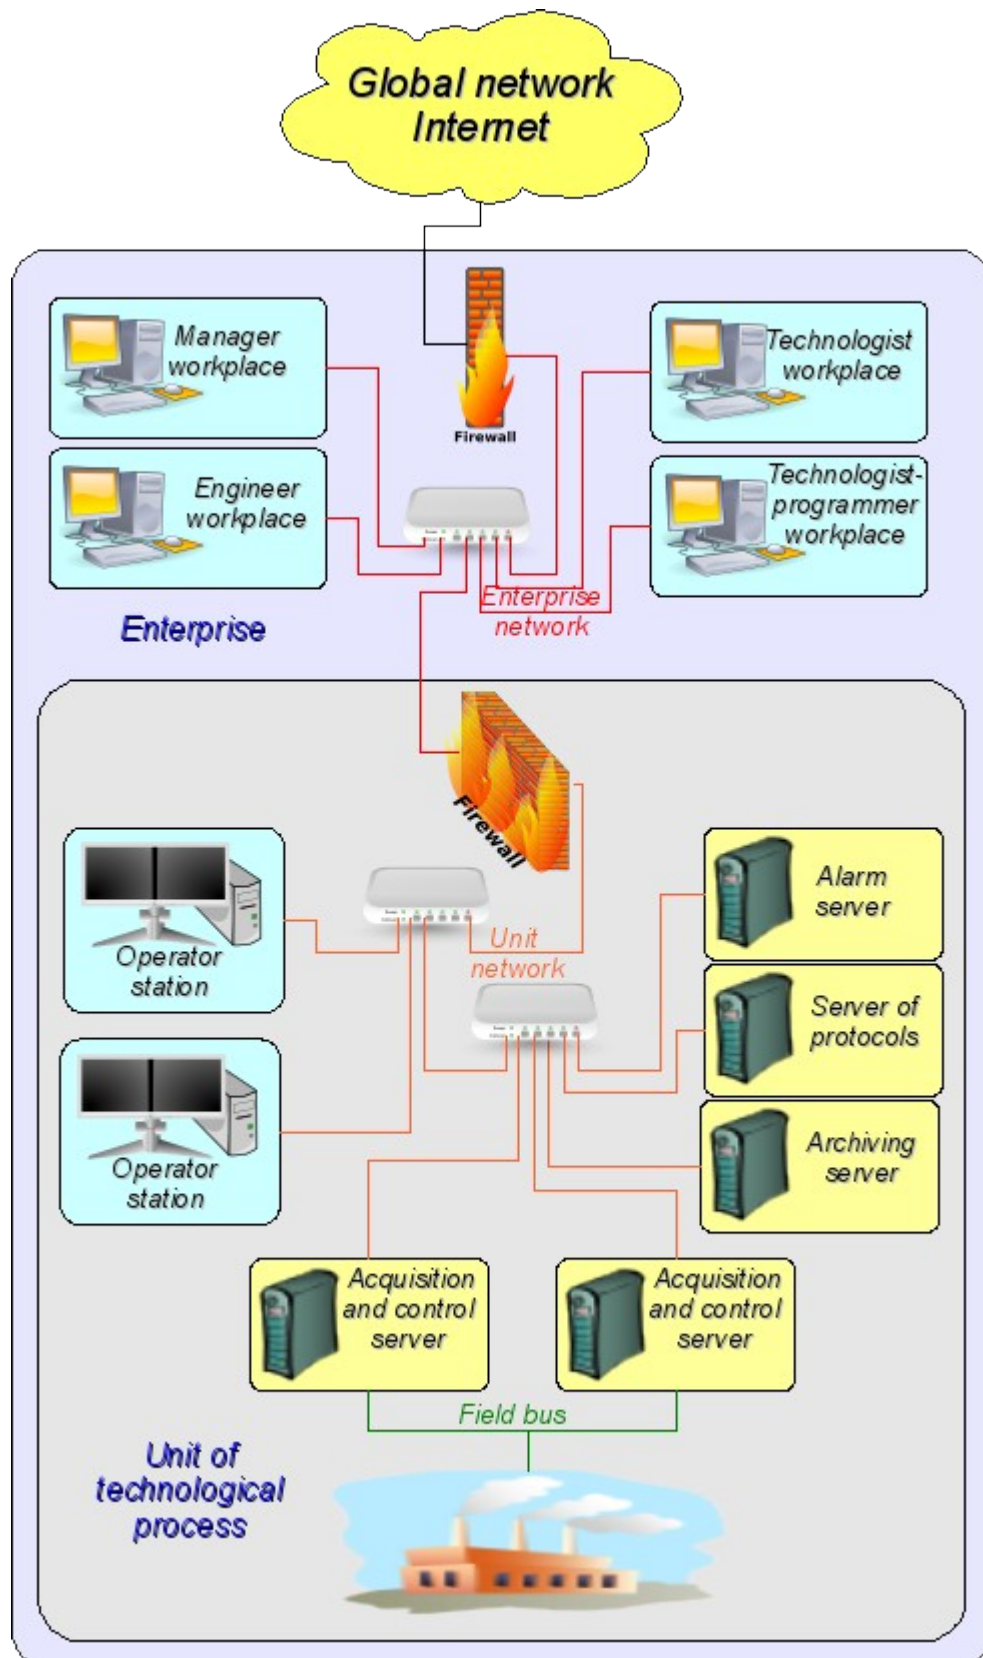 Global network
Internet
Manager
workplace
Technologist
workplace
Firewall
Engineer
workplace
Technologist-
programmer
workplace
Enterprise
network
Enterprise
Firewall
Operator
station
Unit
network
Alarm
server
Server of
protocols
Operator
station
Archiving
server
Acquisition
and control
server
Acquisition
and control
server
Field bus
Unit of
technological
process